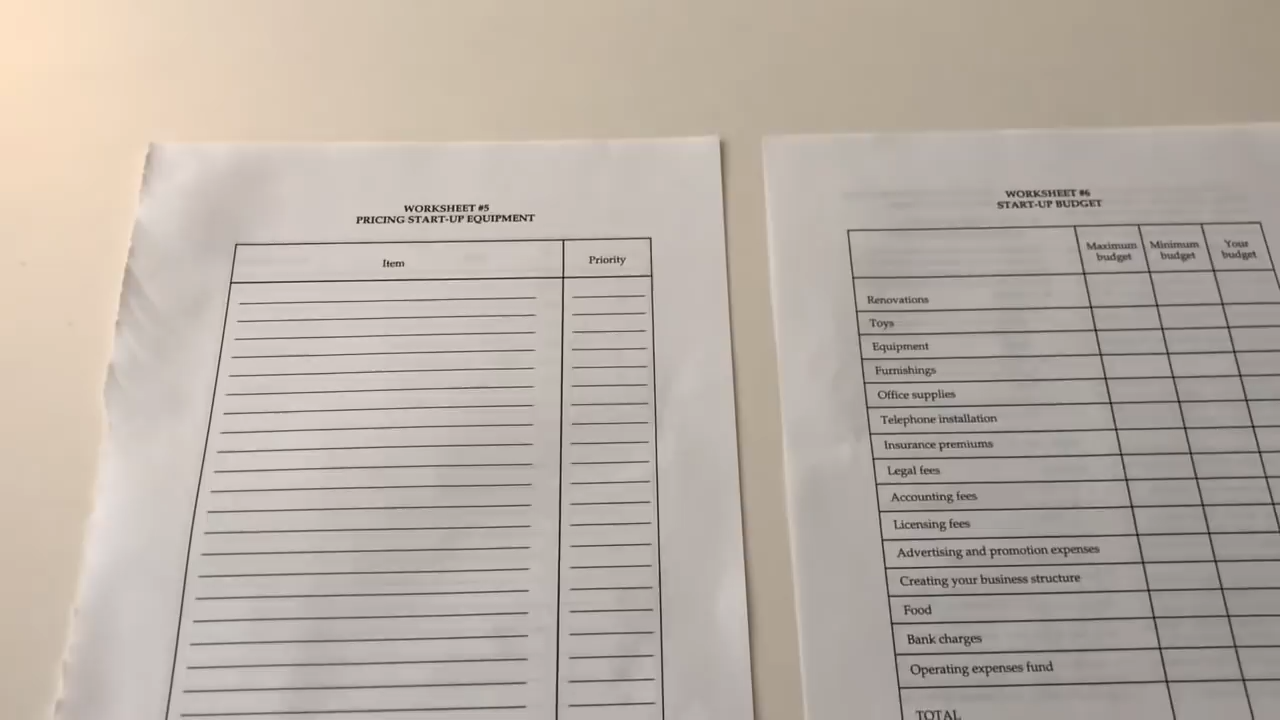 WORKSHEET #5
PRICING START-UP EQUIPMENT
Item
Priority
WORKSHEET #6
START-UP BUDGET
Maximum budget
Minimum budget
Your budget
Renovations
Toys
Equipment
Furnishings
Office supplies
Telephone installation
Insurance premiums
Legal fees
Accounting fees
Licensing fees
Advertising and promotion expenses
Creating your business structure
Food
Bank charges
Operating expenses fund
TOTAL